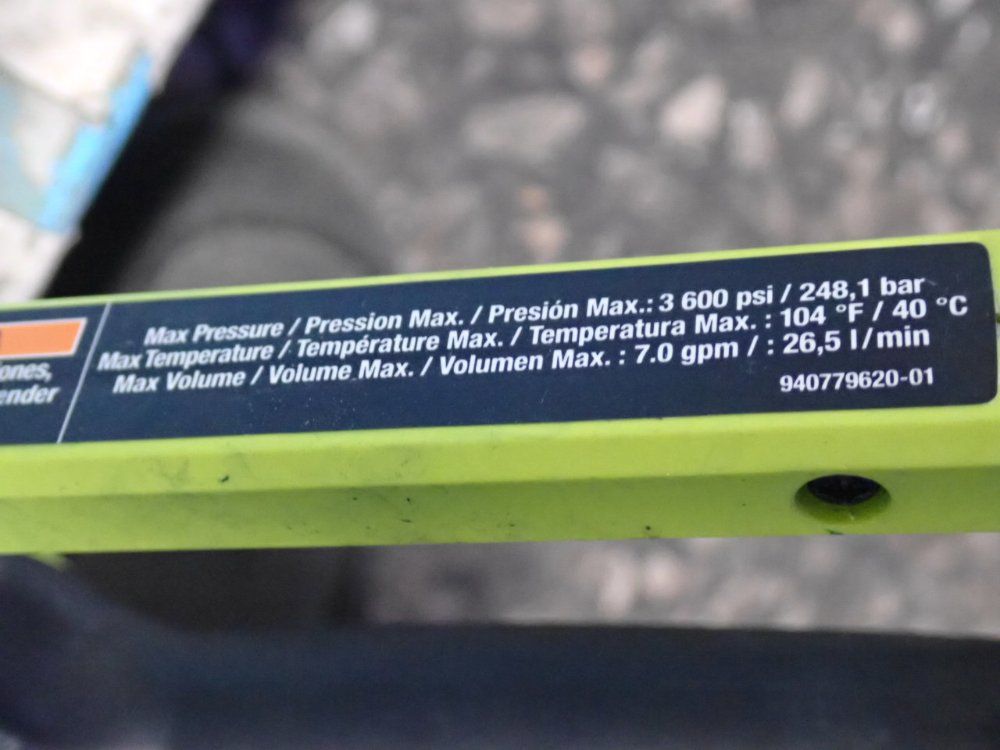 Max Pressure / Pression Max. / Presión Max.: 3 600 psi / 248,1 bar
Max Temperature / Température Max. / Temperatura Max. : 104 °F / 40 °C
Max Volume / Volume Max. / Volumen Max. : 7.0 gpm / : 26,5 l/min
940779620-01
ones,
ender